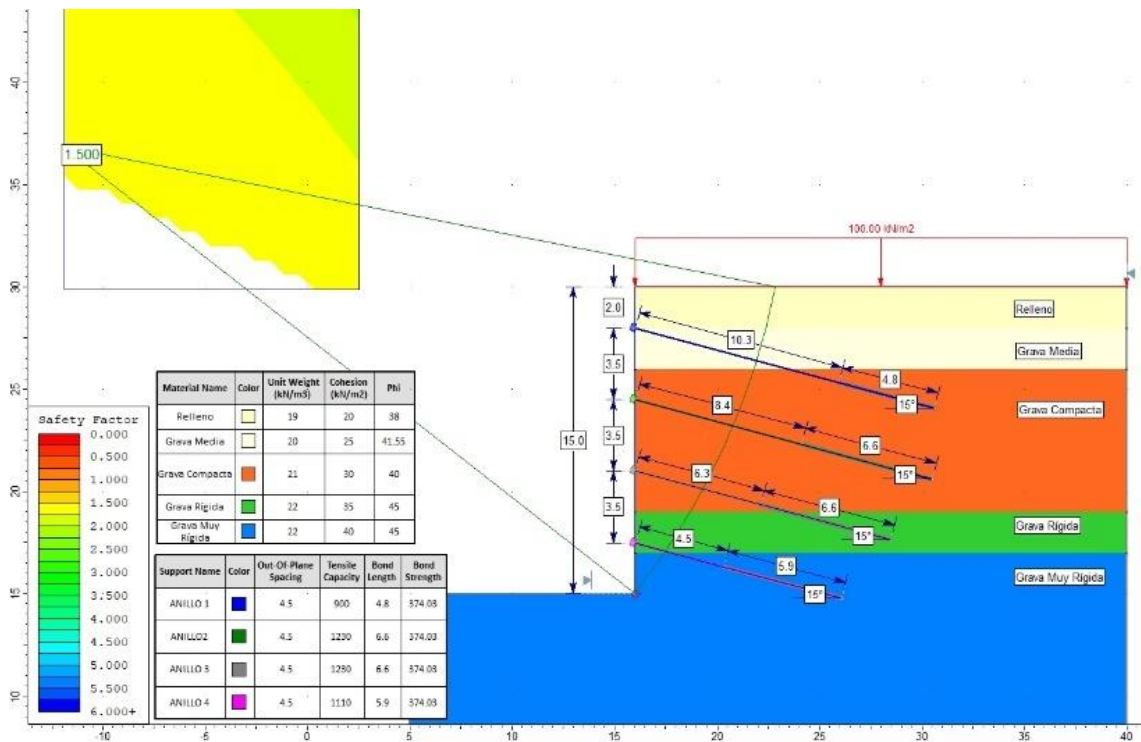 1.500
100.00 kN/m2
Relleno
Grava Media
Grava Compacta
Grava Rígida
Grava Muy Rígida
2.0
3.5
3.5
3.5
15.0
10.3
4.8
15°
8.4
6.6
15°
6.3
6.6
15°
4.5
5.9
15°
Material Name Color Unit Weight (kN/m3) Cohesion (kN/m2) Phi
Relleno 19 20 38
Grava Media 20 25 41.55
Grava Compacta 21 30 40
Grava Rígida 22 35 45
Grava Muy Rígida 22 40 45
Support Name Color Out-Of-Plane Spacing Tensile Capacity Bond Length Bond Strength
ANILLO 1 4.5 900 4.8 374.03
ANILLO2 4.5 1230 6.6 374.03
ANILLO 3 4.5 1230 6.6 374.03
ANILLO 4 4.5 1110 5.9 374.03
Safety Factor
0.000
0.500
1.000
1.500
2.000
2.500
3.000
3.500
4.000
4.500
5.000
5.500
6.000+
40
35
30
25
20
15
10
-10 -5 0 5 10 15 20 25 30 35 40